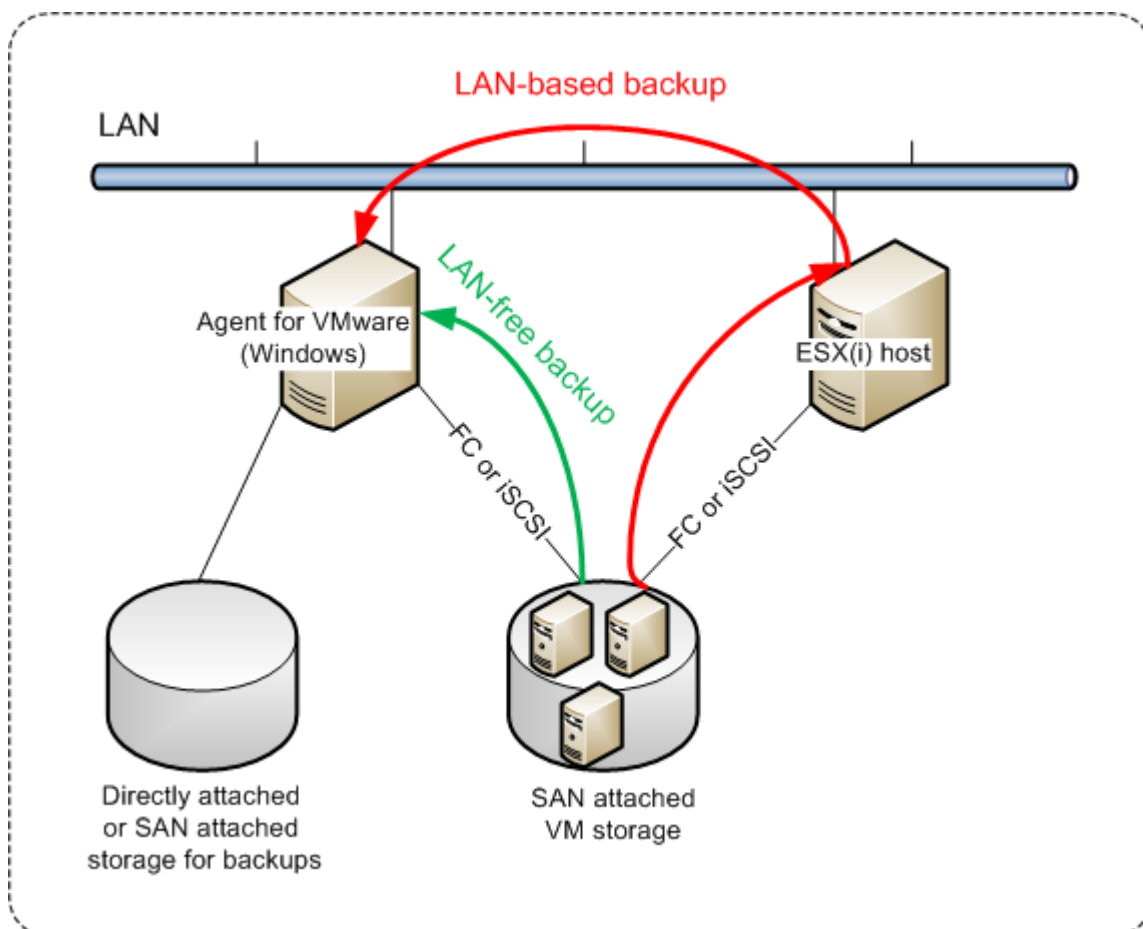 LAN-based backup
LAN
LAN-free backup
Agent for VMware
(Windows)
ESX(i) host
FC or iSCSI
FC or iSCSI
Directly attached
or SAN attached
storage for backups
SAN attached
VM storage